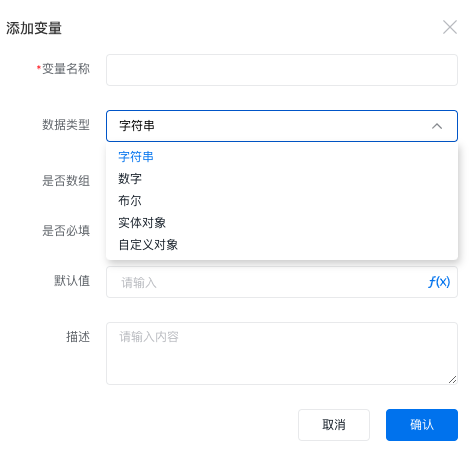 添加变量
*变量名称
数据类型
字符串
字符串
数字
是否数组
布尔
实体对象
是否必填
自定义对象
默认值
请输入
ƒ(x)
描述
请输入内容
取消
确认